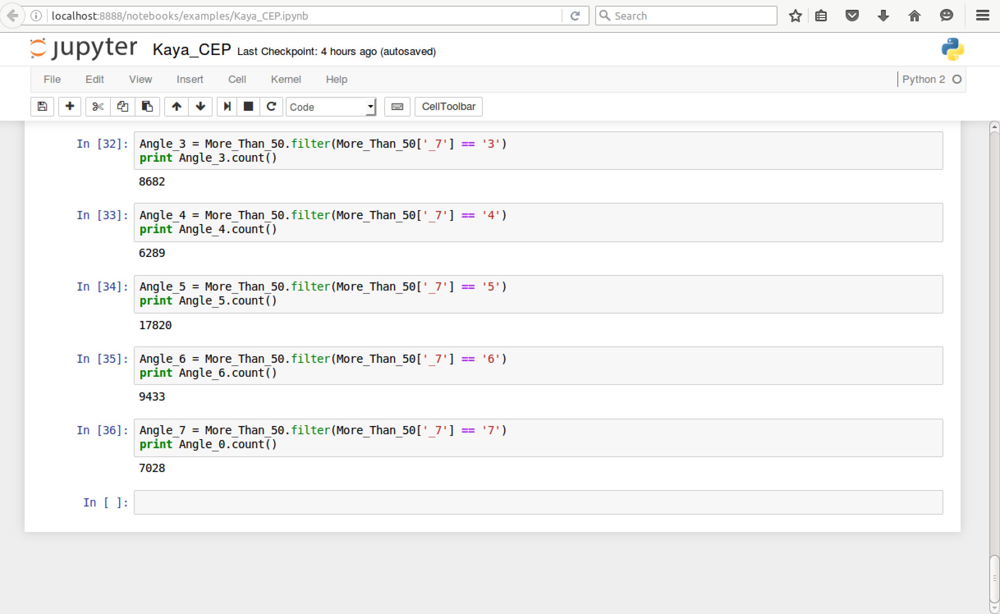 localhost:8888/notebooks/examples/Kaya_CEP.ipynb
Search
jupyter Kaya_CEP Last Checkpoint: 4 hours ago (autosaved)
File Edit View Insert Cell Kernel Help Python 2
Code CellToolbar
In [32]: Angle_3 = More_Than_50.filter(More_Than_50['_7'] == '3')
print Angle_3.count()
8682
In [33]: Angle_4 = More_Than_50.filter(More_Than_50['_7'] == '4')
print Angle_4.count()
6289
In [34]: Angle_5 = More_Than_50.filter(More_Than_50['_7'] == '5')
print Angle_5.count()
17820
In [35]: Angle_6 = More_Than_50.filter(More_Than_50['_7'] == '6')
print Angle_6.count()
9433
In [36]: Angle_7 = More_Than_50.filter(More_Than_50['_7'] == '7')
print Angle_0.count()
7028
In [ ]: